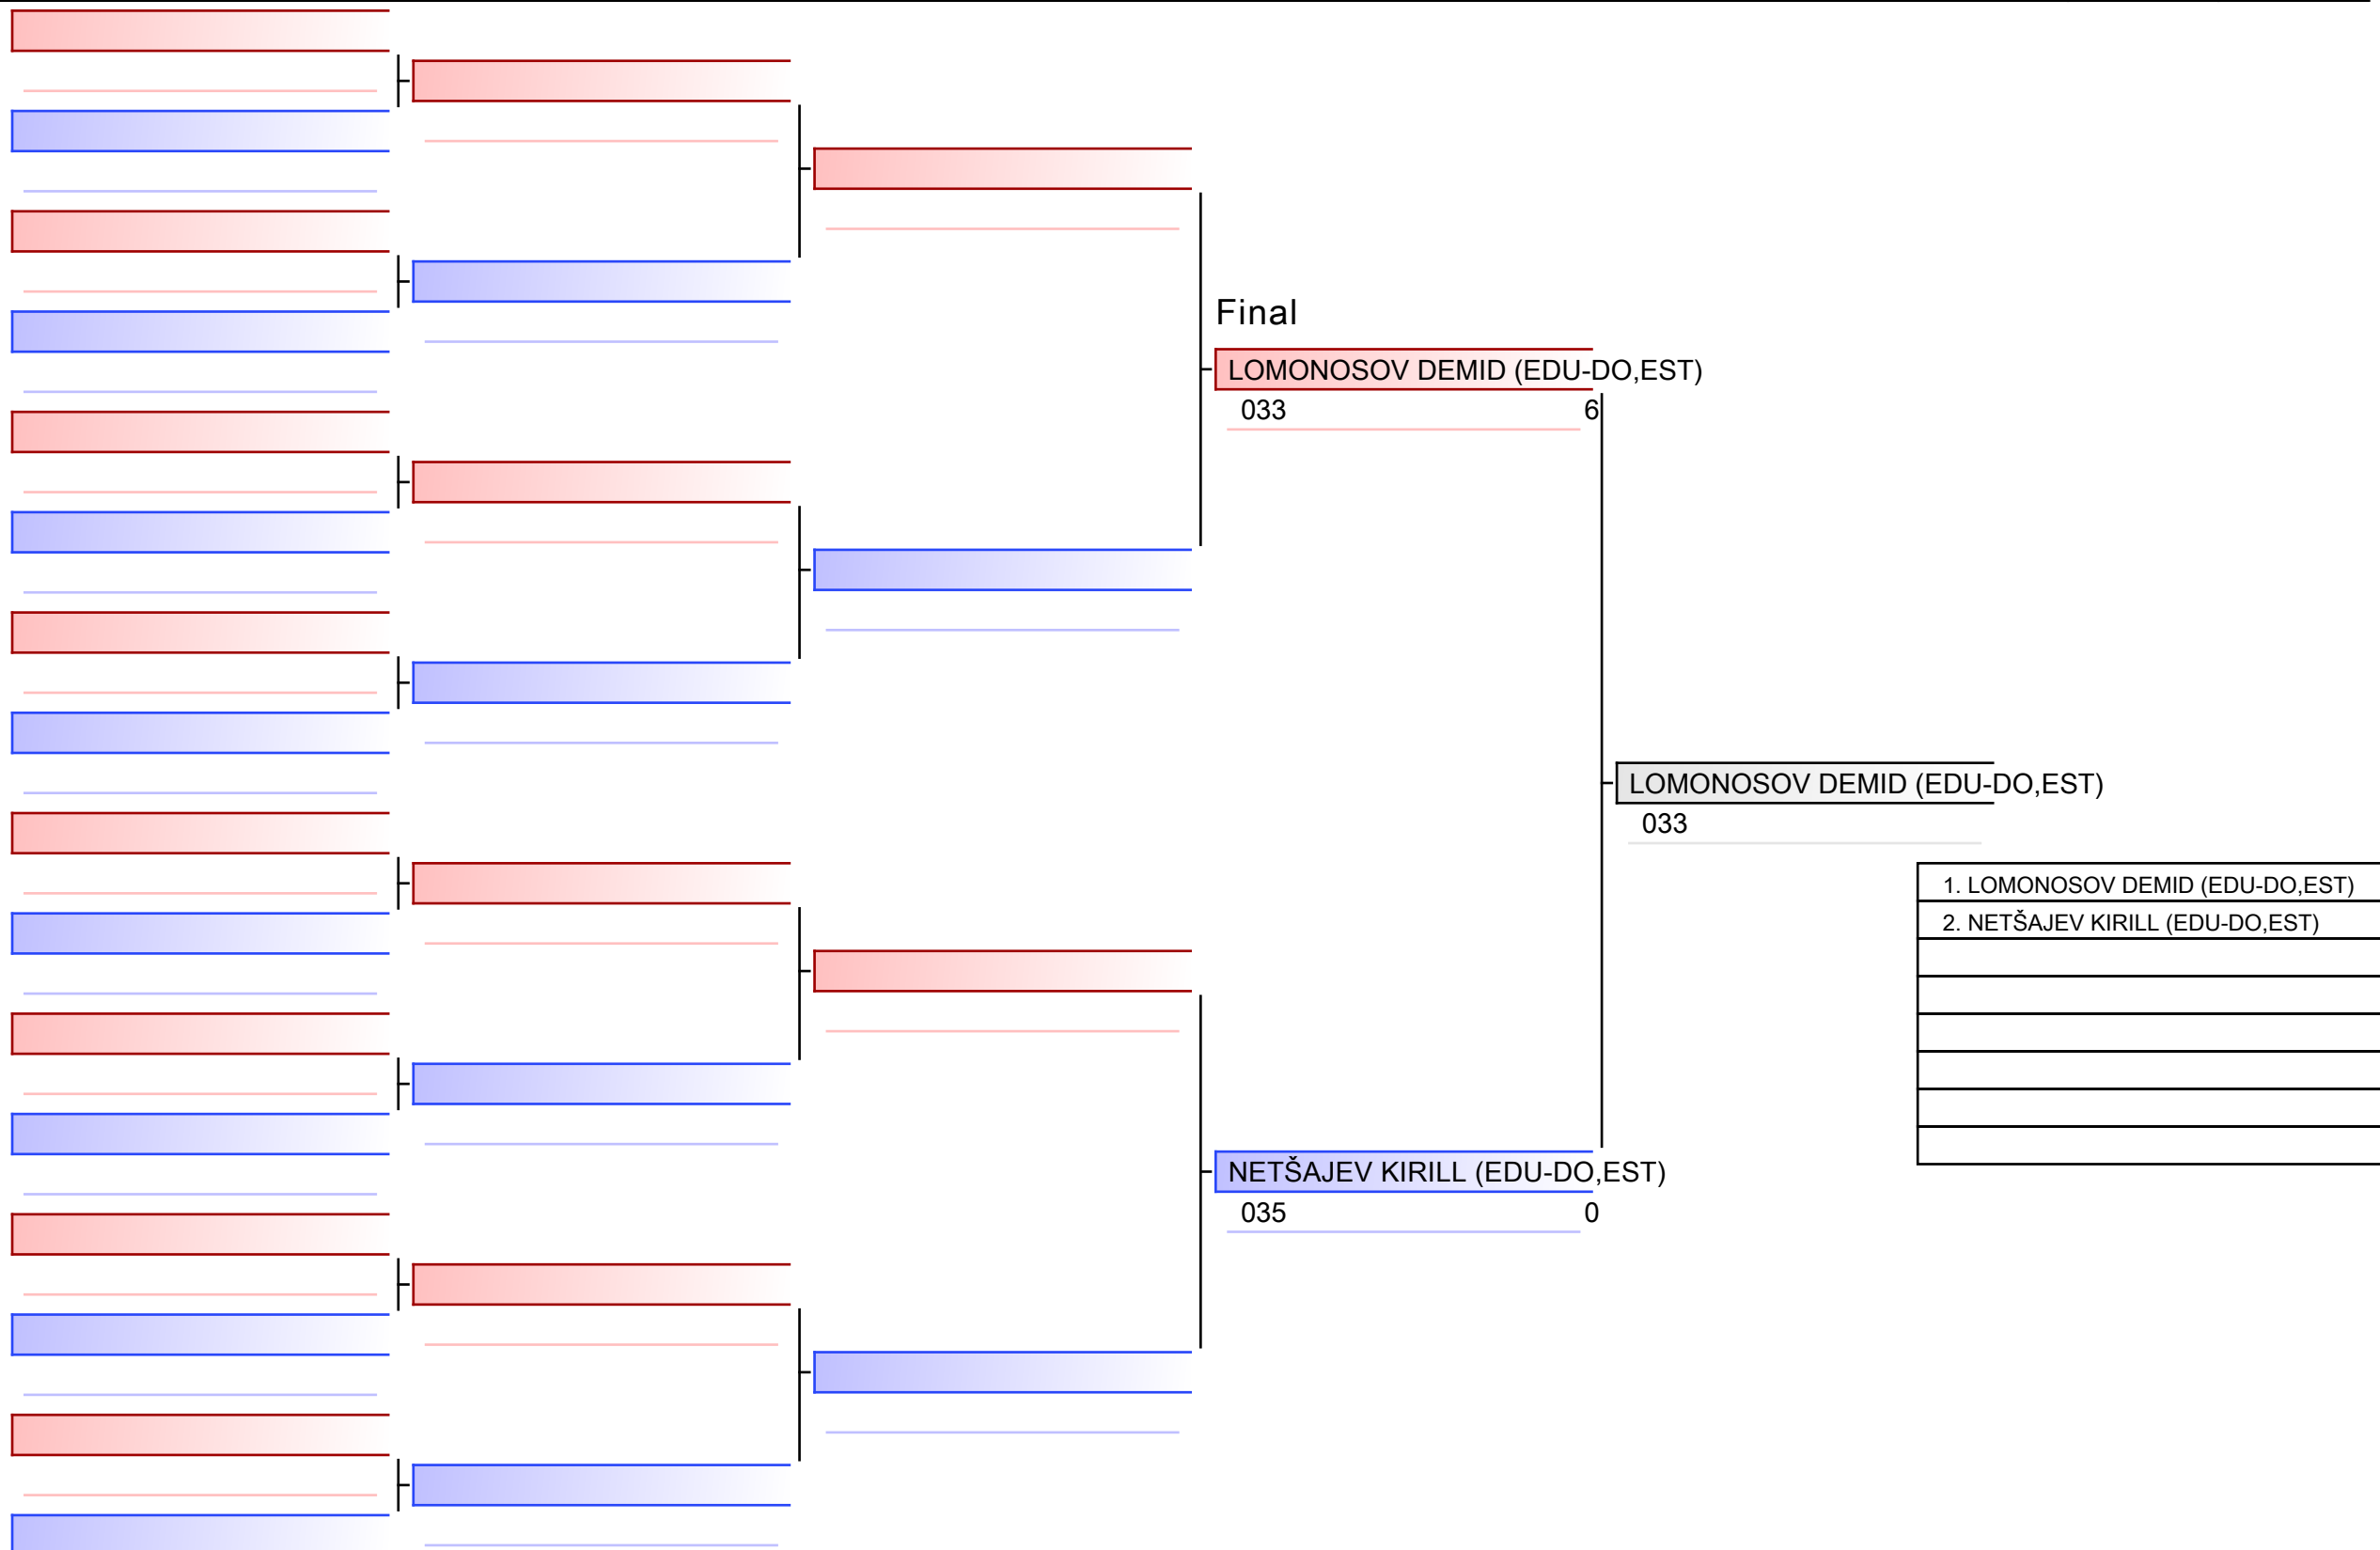 Final
LOMONOSOV DEMID (EDU-DO,EST)
033 6
LOMONOSOV DEMID (EDU-DO,EST)
033
1. LOMONOSOV DEMID (EDU-DO,EST)
2. NETŠAJEV KIRILL (EDU-DO,EST)
NETŠAJEV KIRILL (EDU-DO,EST)
035 0